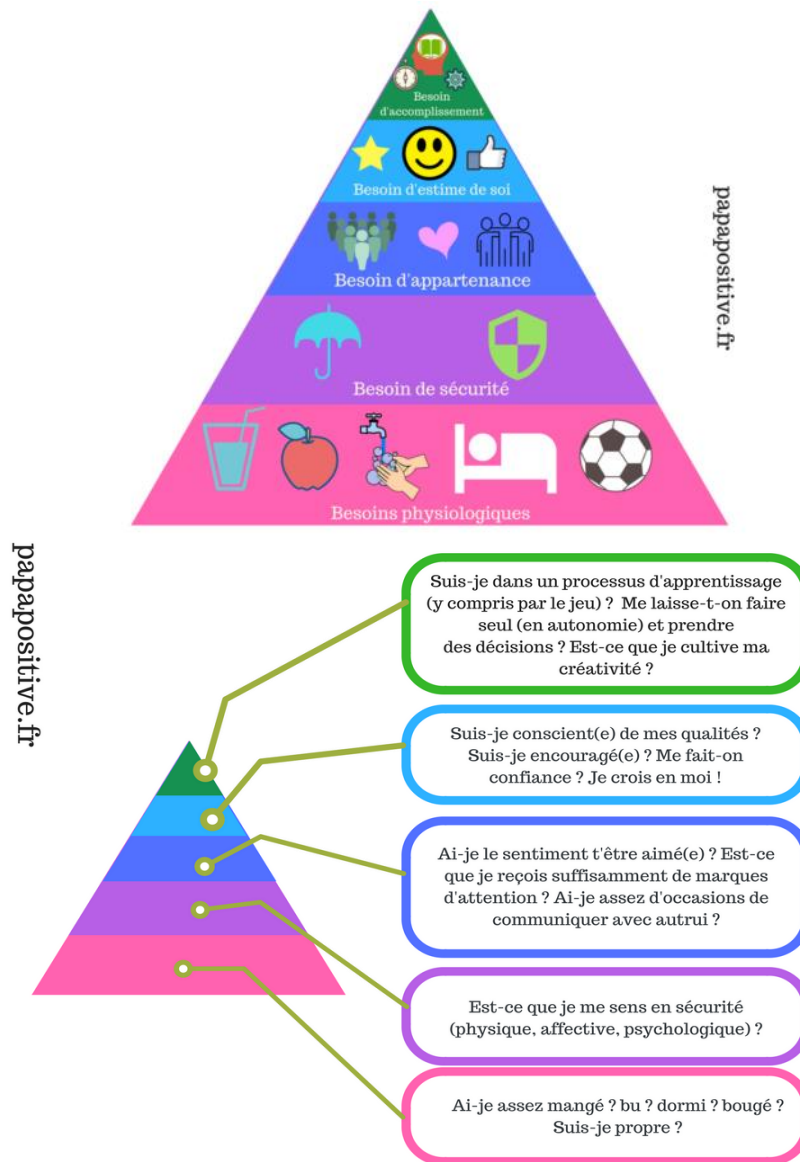 Besoin
d'accomplissement
Besoin d'estime de soi
Besoin d'appartenance
Besoin de sécurité
Besoins physiologiques
papapositive.fr
papapositive.fr
Suis-je dans un processus d'apprentissage
(y compris par le jeu) ? Me laisse-t-on faire
seul (en autonomie) et prendre
des décisions ? Est-ce que je cultive ma
créativité ?
Suis-je conscient(e) de mes qualités ?
Suis-je encouragé(e) ? Me fait-on
confiance ? Je crois en moi !
Ai-je le sentiment t'être aimé(e) ? Est-ce
que je reçois suffisamment de marques
d'attention ? Ai-je assez d'occasions de
communiquer avec autrui ?
Est-ce que je me sens en sécurité
(physique, affective, psychologique) ?
Ai-je assez mangé ? bu ? dormi ? bougé ?
Suis-je propre ?